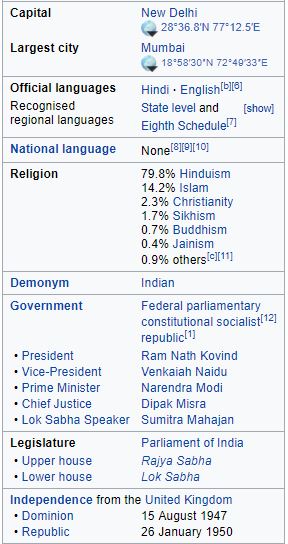 Capital New Delhi
28°36.8′N 77°12.5′E
Largest city Mumbai
18°58′30″N 72°49′33″E
Official languages Hindi · English[b][6]
Recognised regional languages State level and Eighth Schedule[7] [show]
National language None[8][9][10]
Religion 79.8% Hinduism
14.2% Islam
2.3% Christianity
1.7% Sikhism
0.7% Buddhism
0.4% Jainism
0.9% others[c][11]
Demonym Indian
Government Federal parliamentary
constitutional socialist[12]
republic[1]
• President Ram Nath Kovind
• Vice-President Venkaiah Naidu
• Prime Minister Narendra Modi
• Chief Justice Dipak Misra
• Lok Sabha Speaker Sumitra Mahajan
Legislature Parliament of India
• Upper house Rajya Sabha
• Lower house Lok Sabha
Independence from the United Kingdom
• Dominion 15 August 1947
• Republic 26 January 1950